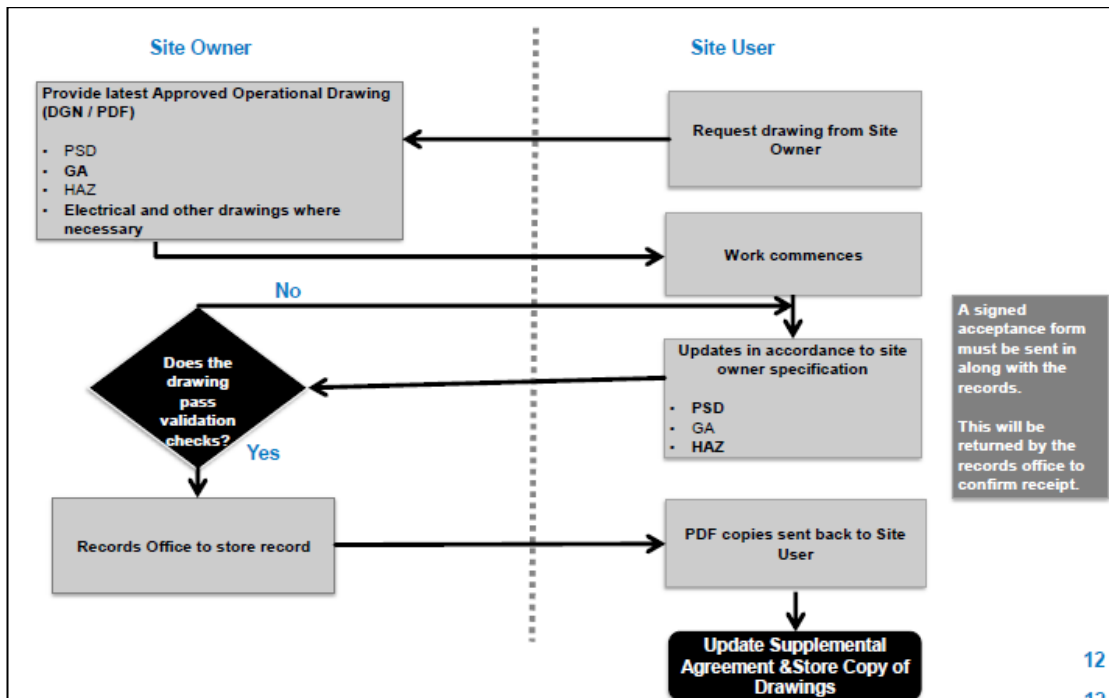 Site Owner
Site User
Provide latest Approved Operational Drawing
(DGN / PDF)
• PSD
• GA
• HAZ
• Electrical and other drawings where
necessary
Request drawing from Site
Owner
Work commences
No
Does the
drawing
pass
validation
checks?
Yes
Updates in accordance to site
owner specification
• PSD
• GA
• HAZ
A signed
acceptance form
must be sent in
along with the
records.
This will be
returned by the
records office to
confirm receipt.
Records Office to store record
PDF copies sent back to Site
User
Update Supplemental
Agreement &Store Copy of
Drawings
12